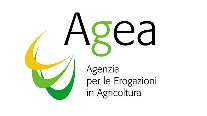 Agea
Agenzia
per le Erogazioni
in Agricoltura